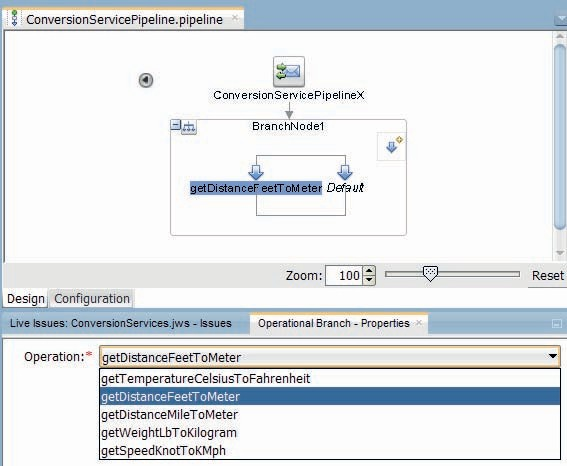 ConversionServicePipeline.pipeline
ConversionServicePipelineX
BranchNode1
getDistanceFeetToMeter Default
Zoom: 100 Reset
Design Configuration
Live Issues: ConversionServices.jws - Issues Operational Branch - Properties
Operation:* getDistanceFeetToMeter
getTemperatureCelsiusToFahrenheit
getDistanceFeetToMeter
getDistanceMileToMeter
getWeightLbToKilogram
getSpeedKnotToKMph